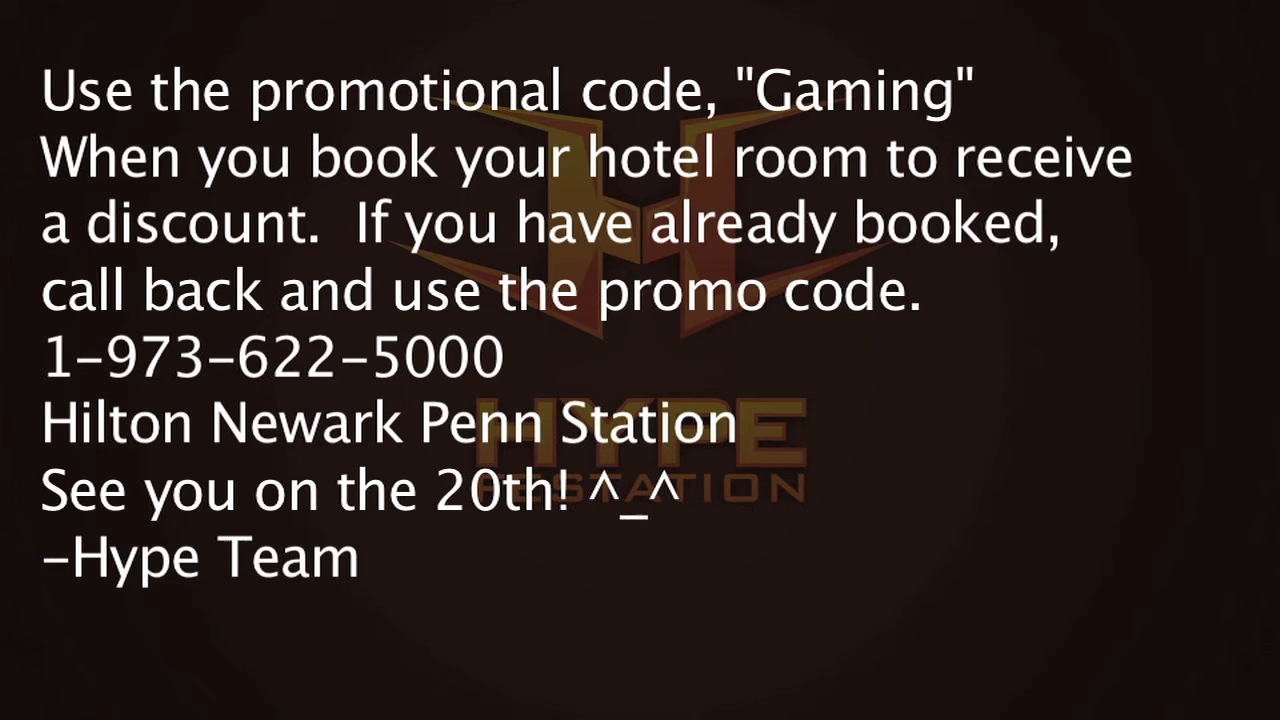 Use the promotional code, "Gaming"
When you book your hotel room to receive
a discount.  If you have already booked,
call back and use the promo code.
1-973-622-5000
Hilton Newark Penn Station
See you on the 20th! ^_^
-Hype Team
HYPE
FESTATION